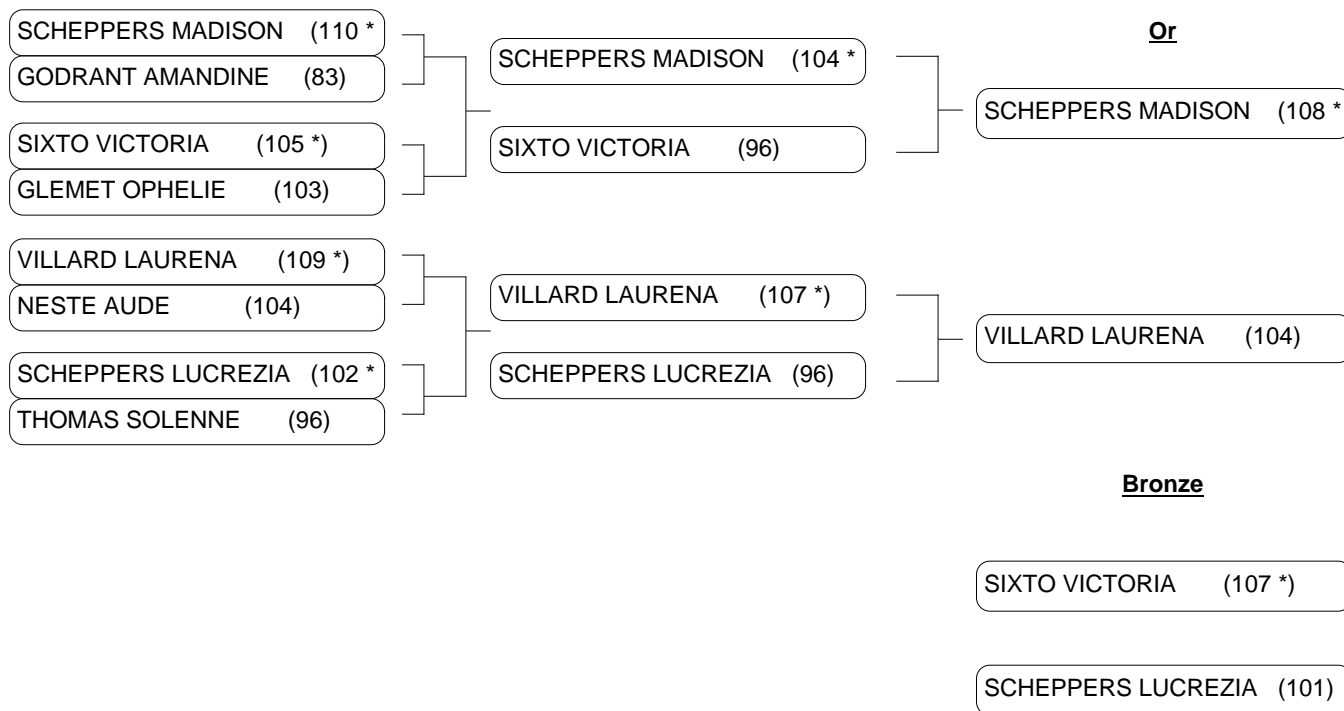 SCHEPPERS MADISON (110 *
GODRANT AMANDINE (83)
SIXTO VICTORIA (105 *)
GLEMET OPHELIE (103)
VILLARD LAURENA (109 *)
NESTE AUDE (104)
SCHEPPERS LUCREZIA (102 *
THOMAS SOLENNE (96)
SCHEPPERS MADISON (104 *
SIXTO VICTORIA (96)
VILLARD LAURENA (107 *)
SCHEPPERS LUCREZIA (96)
Or
SCHEPPERS MADISON (108 *
VILLARD LAURENA (104)
Bronze
SIXTO VICTORIA (107 *)
SCHEPPERS LUCREZIA (101)